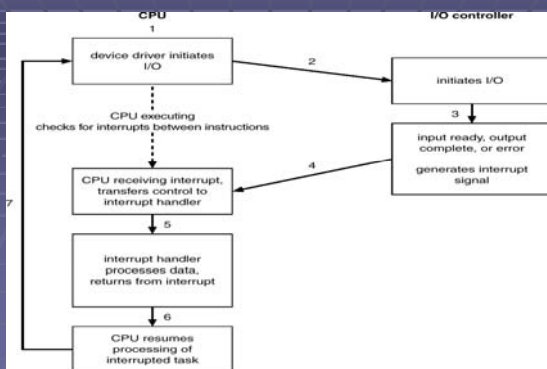 CPU
I/O controller
1
device driver initiates
I/O
2
initiates I/O
CPU executing
checks for interrupts between instructions
3
input ready, output
complete, or error
generates interrupt
signal
4
CPU receiving interrupt,
transfers control to
interrupt handler
7
5
interrupt handler
processes data,
returns from interrupt
6
CPU resumes
processing of
interrupted task